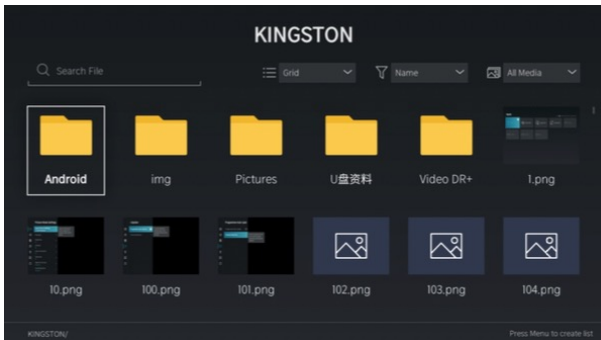 KINGSTON
Search File
Grid
Name
All Media
Android
img
Pictures
U盘资料
Video DR+
1.png
10.png
100.png
101.png
102.png
103.png
104.png
KINGSTON/
Press Menu to create list